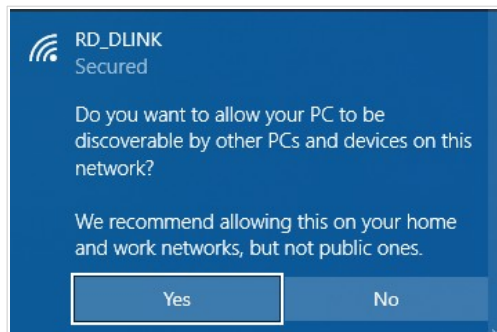 RD_DLINK
Secured
Do you want to allow your PC to be
discoverable by other PCs and devices on this
network?
We recommend allowing this on your home
and work networks, but not public ones.
Yes
No